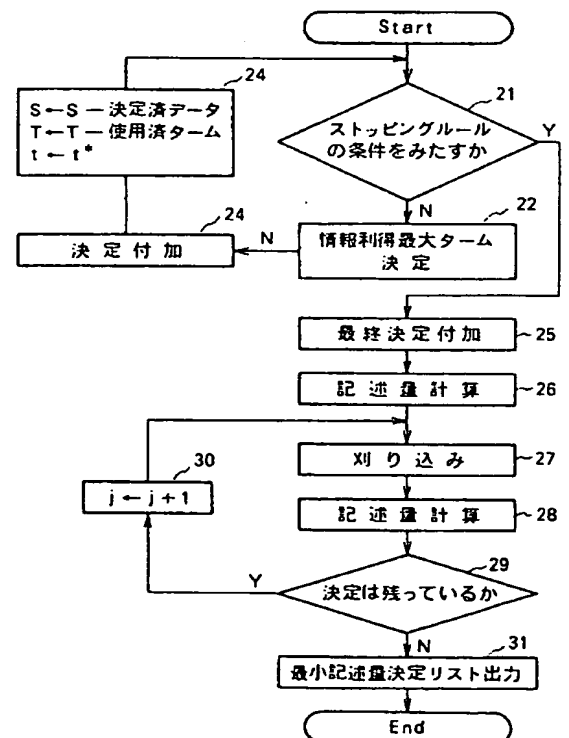 Start
24
S←S－決定済データ
T←T－使用済ターム
t←t*
21
ストッピングルール
の条件をみたすか
Y
N
24
決定付加
N
22
情報利得最大ターム
決定
最終決定付加
25
記述量計算
26
30
j←j+1
刈り込み
27
記述量計算
28
29
Y
決定は残っているか
N
31
最小記述量決定リスト出力
End